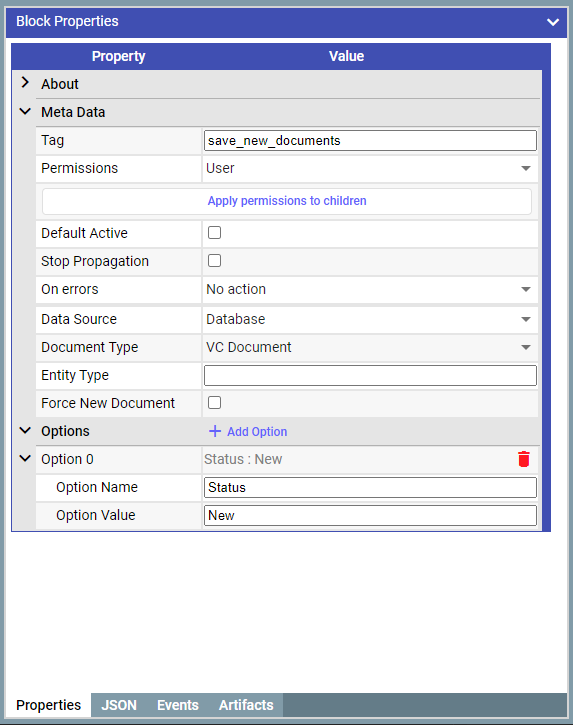 Block Properties
Property Value
About
Meta Data
Tag save_new_documents
Permissions User
Apply permissions to children
Default Active
Stop Propagation
On errors No action
Data Source Database
Document Type VC Document
Entity Type
Force New Document
Options + Add Option
Option 0 Status : New
Option Name Status
Option Value New
Properties JSON Events Artifacts